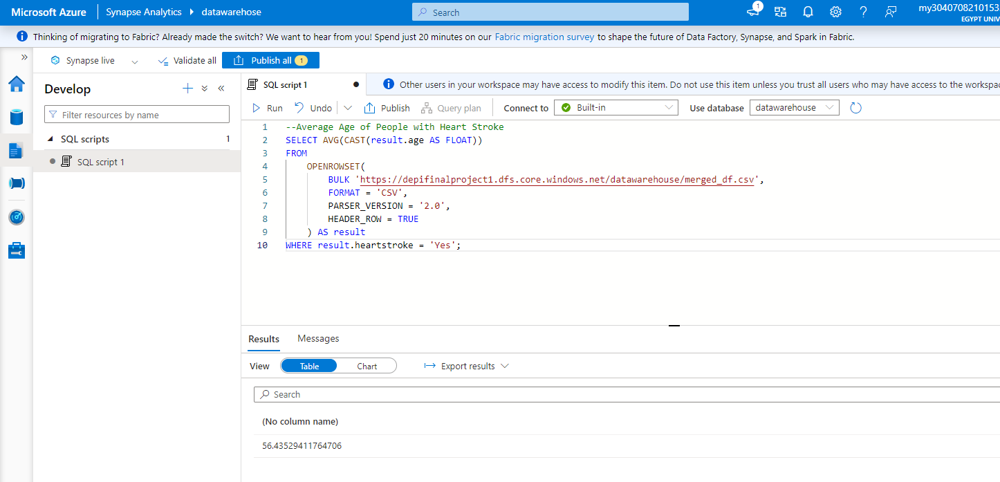 Microsoft Azure
Synapse Analytics
datawarehose
Search
1
my3040708210153
EGYPT UNIV
Thinking of migrating to Fabric? Already made the switch? We want to hear from you! Spend just 20 minutes on our Fabric migration survey to shape the future of Data Factory, Synapse, and Spark in Fabric.
Synapse live
Validate all
Publish all 1
Develop
Filter resources by name
SQL scripts 1
SQL script 1
SQL script 1
Other users in your workspace may have access to modify this item. Do not use this item unless you trust all users who may have access to the workspac
Run
Undo
Publish
Query plan
Connect to
Built-in
Use database
datawarehouse
1 --Average Age of People with Heart Stroke
2 SELECT AVG(CAST(result.age AS FLOAT))
3 FROM
4 OPENROWSET(
5 BULK 'https://depifinalproject1.dfs.core.windows.net/datawarehouse/merged_df.csv',
6 FORMAT = 'CSV',
7 PARSER_VERSION = '2.0',
8 HEADER_ROW = TRUE
9 ) AS result
10 WHERE result.heartstroke = 'Yes';
Results
Messages
View
Table
Chart
Export results
Search
(No column name)
56.43529411764706